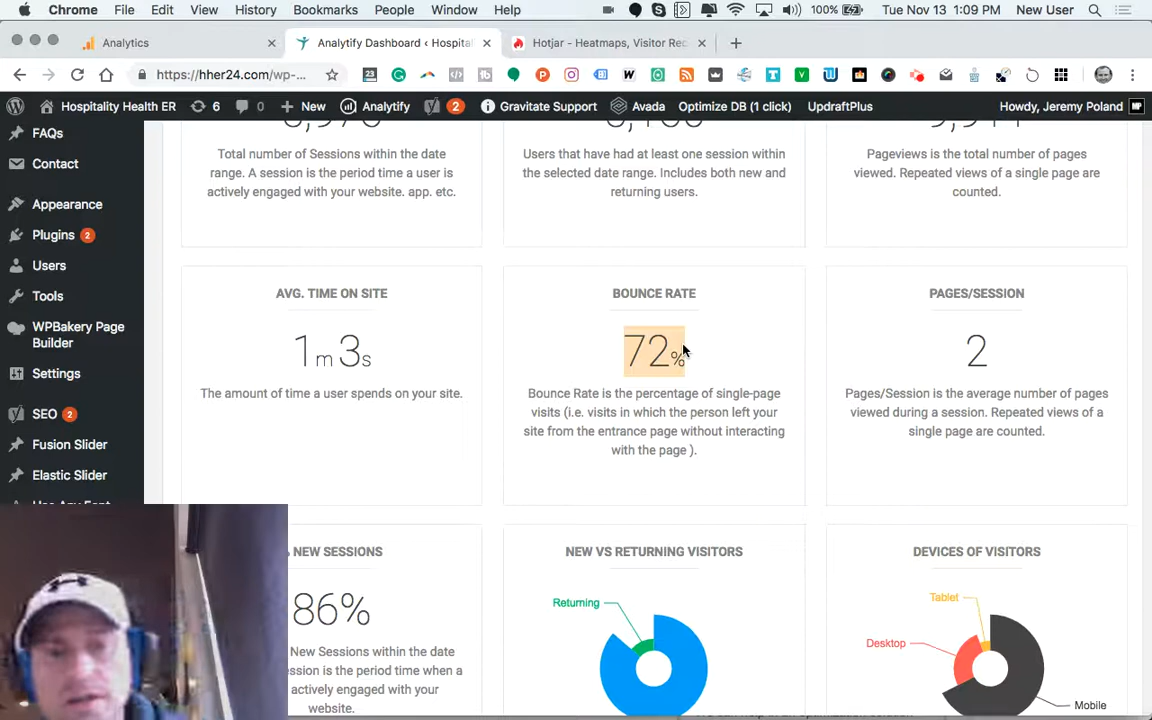 Chrome File Edit View History Bookmarks People Window Help 100% Tue Nov 13 1:09 PM New User
Analytics
Analytify Dashboard ‹ Hospital
Hotjar - Heatmaps, Visitor Rec
https://hher24.com/wp-...
Hospitality Health ER 6 0 New Analytify 2 Gravitate Support Avada Optimize DB (1 click) UpdraftPlus Howdy, Jeremy Poland
FAQs
Contact
Appearance
Plugins 2
Users
Tools
WPBakery Page
Builder
Settings
SEO 2
Fusion Slider
Elastic Slider
Total number of Sessions within the date
range. A session is the period time a user is
actively engaged with your website. app. etc.
Users that have had at least one session within
the selected date range. Includes both new and
returning users.
Pageviews is the total number of pages
viewed. Repeated views of a single page are
counted.
AVG. TIME ON SITE
1m 3s
The amount of time a user spends on your site.
BOUNCE RATE
72%
Bounce Rate is the percentage of single-page
visits (i.e. visits in which the person left your
site from the entrance page without interacting
with the page ).
PAGES/SESSION
2
Pages/Session is the average number of pages
viewed during a session. Repeated views of a
single page are counted.
NEW SESSIONS
86%
New Sessions within the date
ession is the period time when a
actively engaged with your
website.
NEW VS RETURNING VISITORS
Returning
DEVICES OF VISITORS
Tablet
Desktop
Mobile